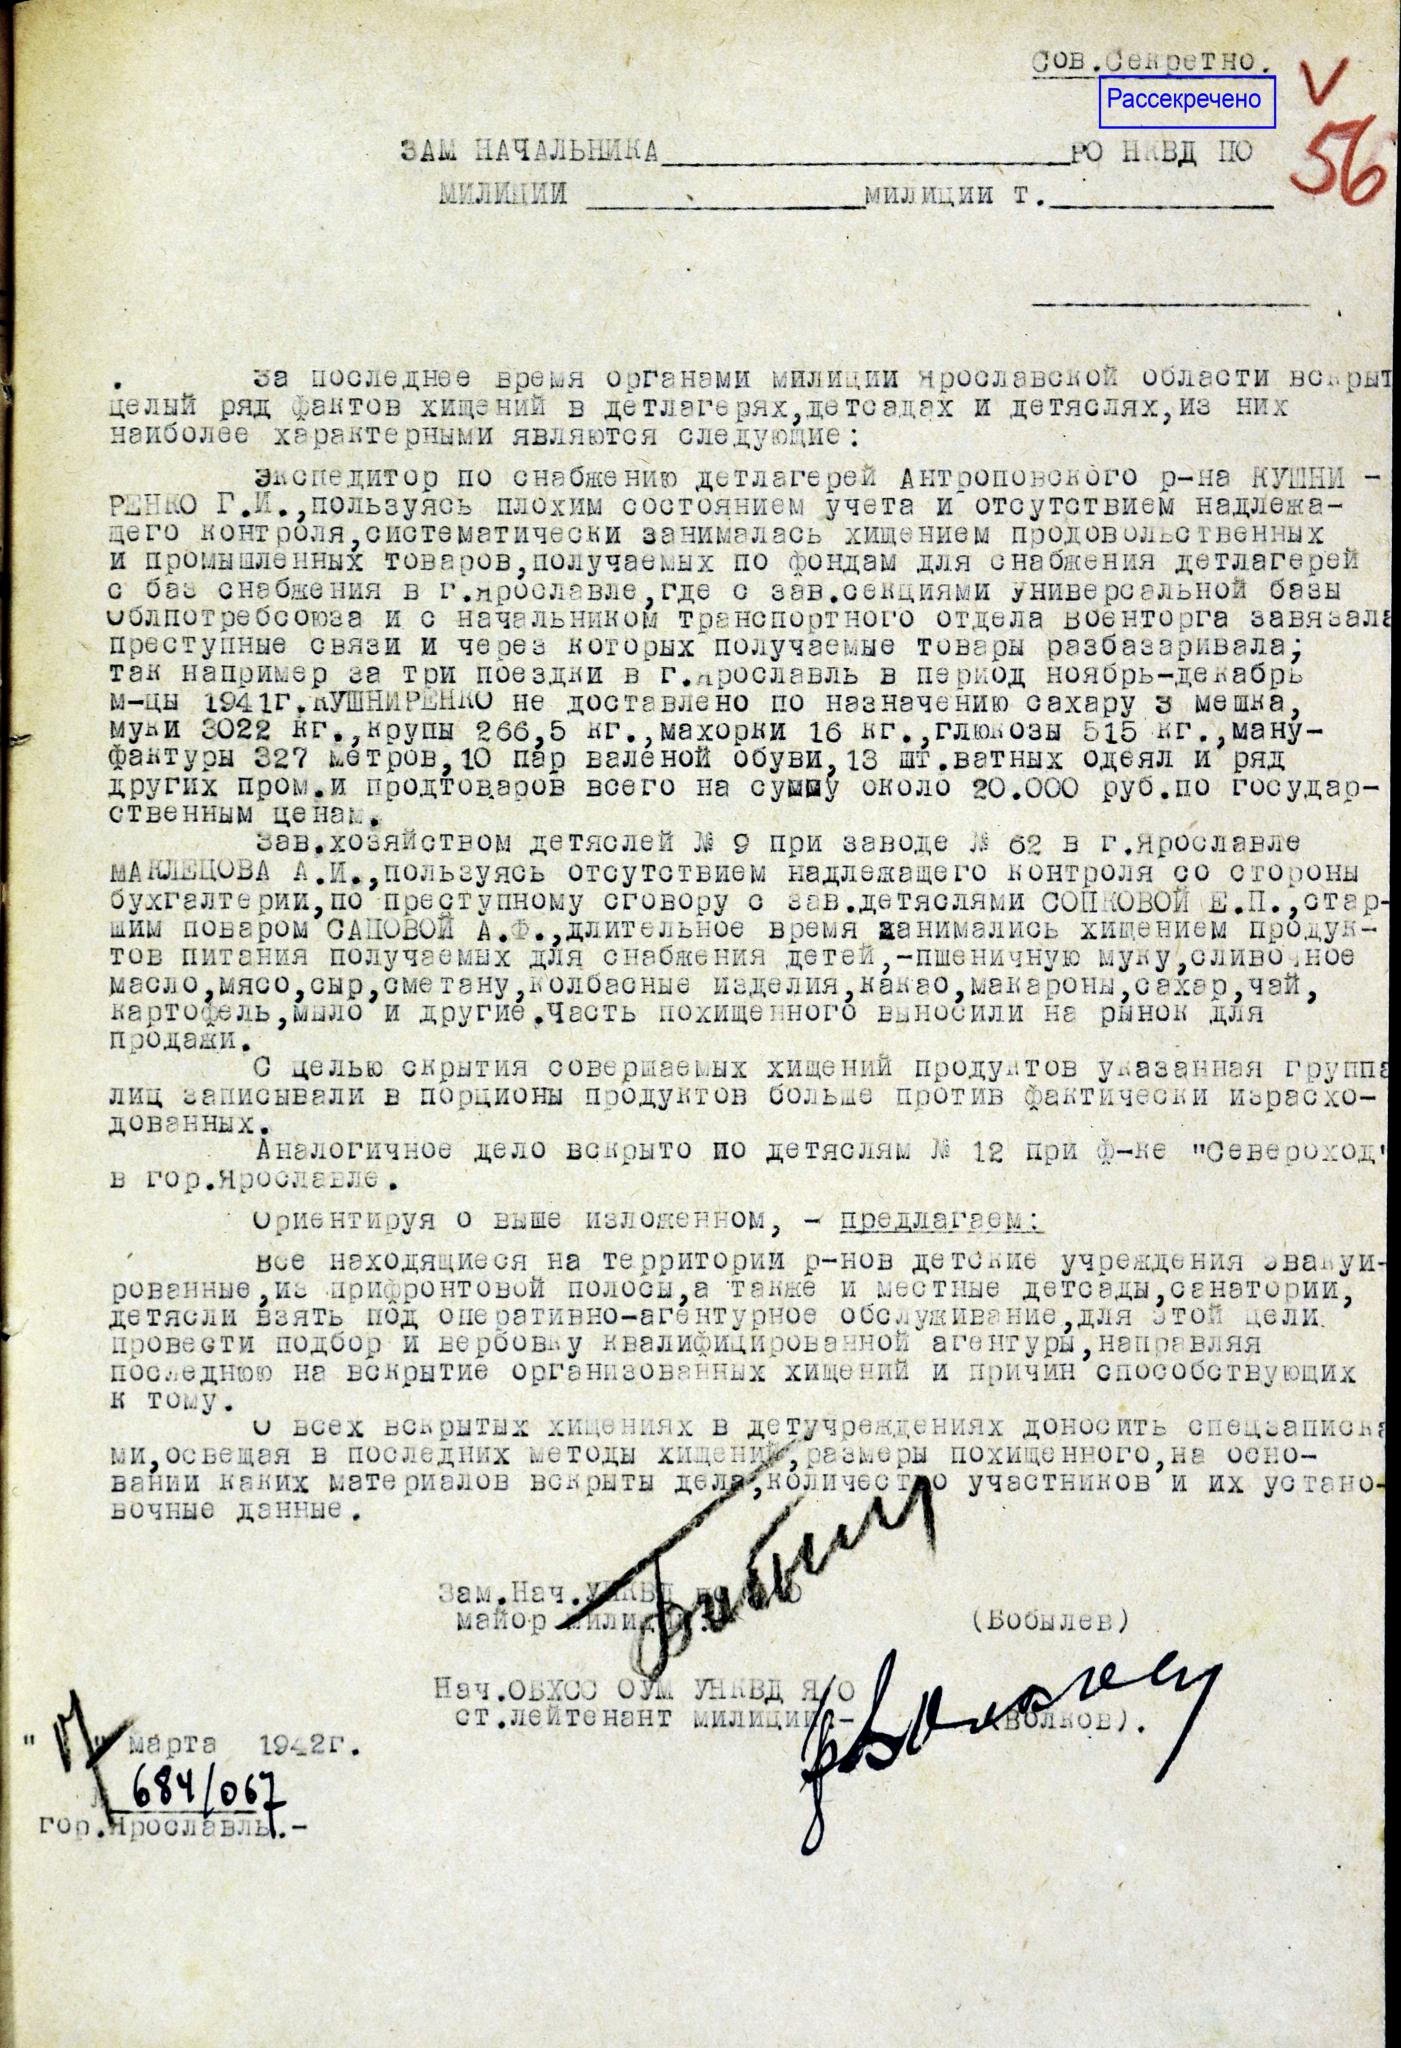 Сов.Секретно.
Рассекречено
V
56
ЗАМ НАЧАЛЬНИКА____________________РО НКВД ПО
МИЛИЦИИ ______________МИЛИЦИИ Т.___________
За последнее время органами милиции Ярославской области вскрыт
целый ряд фактов хищений в детлагерях,детсадах и детяслях,из них
наиболее характерными являются следующие:
Экспедитор по снабжению детлагерей Антроповского р-на КУШНИ -
РЕНКО Г.И.,пользуясь плохим состоянием учета и отсутствием надлежа-
щего контроля,систематически занималась хищением продовольственных
и промышленных товаров,получаемых по фондам для снабжения детлагерей
с баз снабжения в г.Ярославле,где с зав.секциями Универсальной базы
Облпотребсоюза и с начальником транспортного отдела Военторга завязала
преступные связи и через которых получаемые товары разбазаривала;
так например за три поездки в г.Ярославль в период ноябрь-декабрь
м-цы 1941г.КУШНИРЕНКО не доставлено по назначению сахару 3 мешка,
муки 3022 кг.,крупы 266,5 кг.,махорки 16 кг.,глюкозы 515 кг.,ману-
фактуры 327 метров,10 пар валеной обуви,13 шт.ватных одеял и ряд
других пром.и продтоваров всего на сумму около 20.000 руб.по государ-
ственным ценам.
Зав.хозяйством детяслей № 9 при заводе № 62 в г.Ярославле
МАКЛЕЦОВА А.И.,пользуясь отсутствием надлежащего контроля со стороны
бухгалтерии,по преступному сговору с зав.детяслями СОПКОВОЙ Е.П.,стар-
шим поваром САПОВОЙ А.Ф.,длительное время занимались хищением продук-
тов питания получаемых для снабжения детей,-пшеничную муку,сливочное
масло,мясо,сыр,сметану,колбасные изделия,какао,макароны,сахар,чай,
картофель,мыло и другие.Часть похищенного выносили на рынок для
продажи.
С целью скрытия совершаемых хищений продуктов указанная группа
лиц записывали в порционы продуктов больше против фактически израсхо-
дованных.
Аналогичное дело вскрыто по детяслям № 12 при ф-ке "Североход"
в гор.Ярославле.
Ориентируя о выше изложенном, - предлагаем:
Все находящиеся на территории р-нов детские учреждения эвакуи-
рованные,из прифронтовой полосы,а также и местные детсады,санатории,
детясли взять под оперативно-агентурное обслуживание,для этой цели
провести подбор и вербовку квалифицированной агентуры,направляя
последнюю на вскрытие организованных хищений и причин способствующих
к тому.
О всех вскрытых хищениях в детучреждениях доносить спецзаписка
ми,освещая в последних методы хищений,размеры похищенного,на осно-
вании каких материалов вскрыты дела,количество участников и их устано-
вочные данные.
Зам.Нач.УНКВД по Я/О
майор милиции (Бобылев)
Нач.ОБХСС ОУМ УНКВД Я/О
ст.лейтенант милиции- (Волков).
"17" марта 1942г.
№ 684/067
гор.Ярославль.-